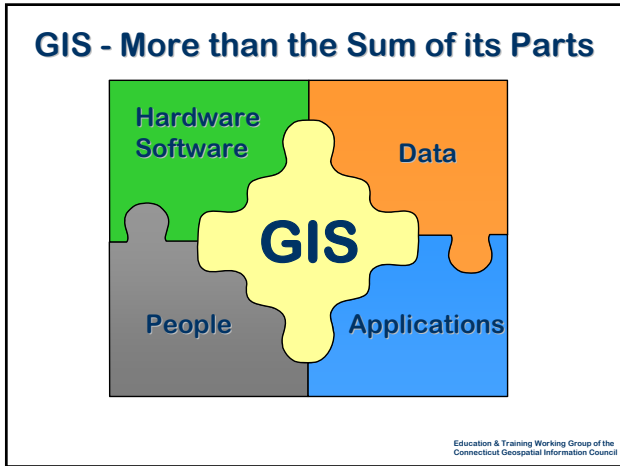 GIS - More than the Sum of its Parts
Hardware
Software
Data
GIS
People
Applications
Education & Training Working Group of the
Connecticut Geospatial Information Council